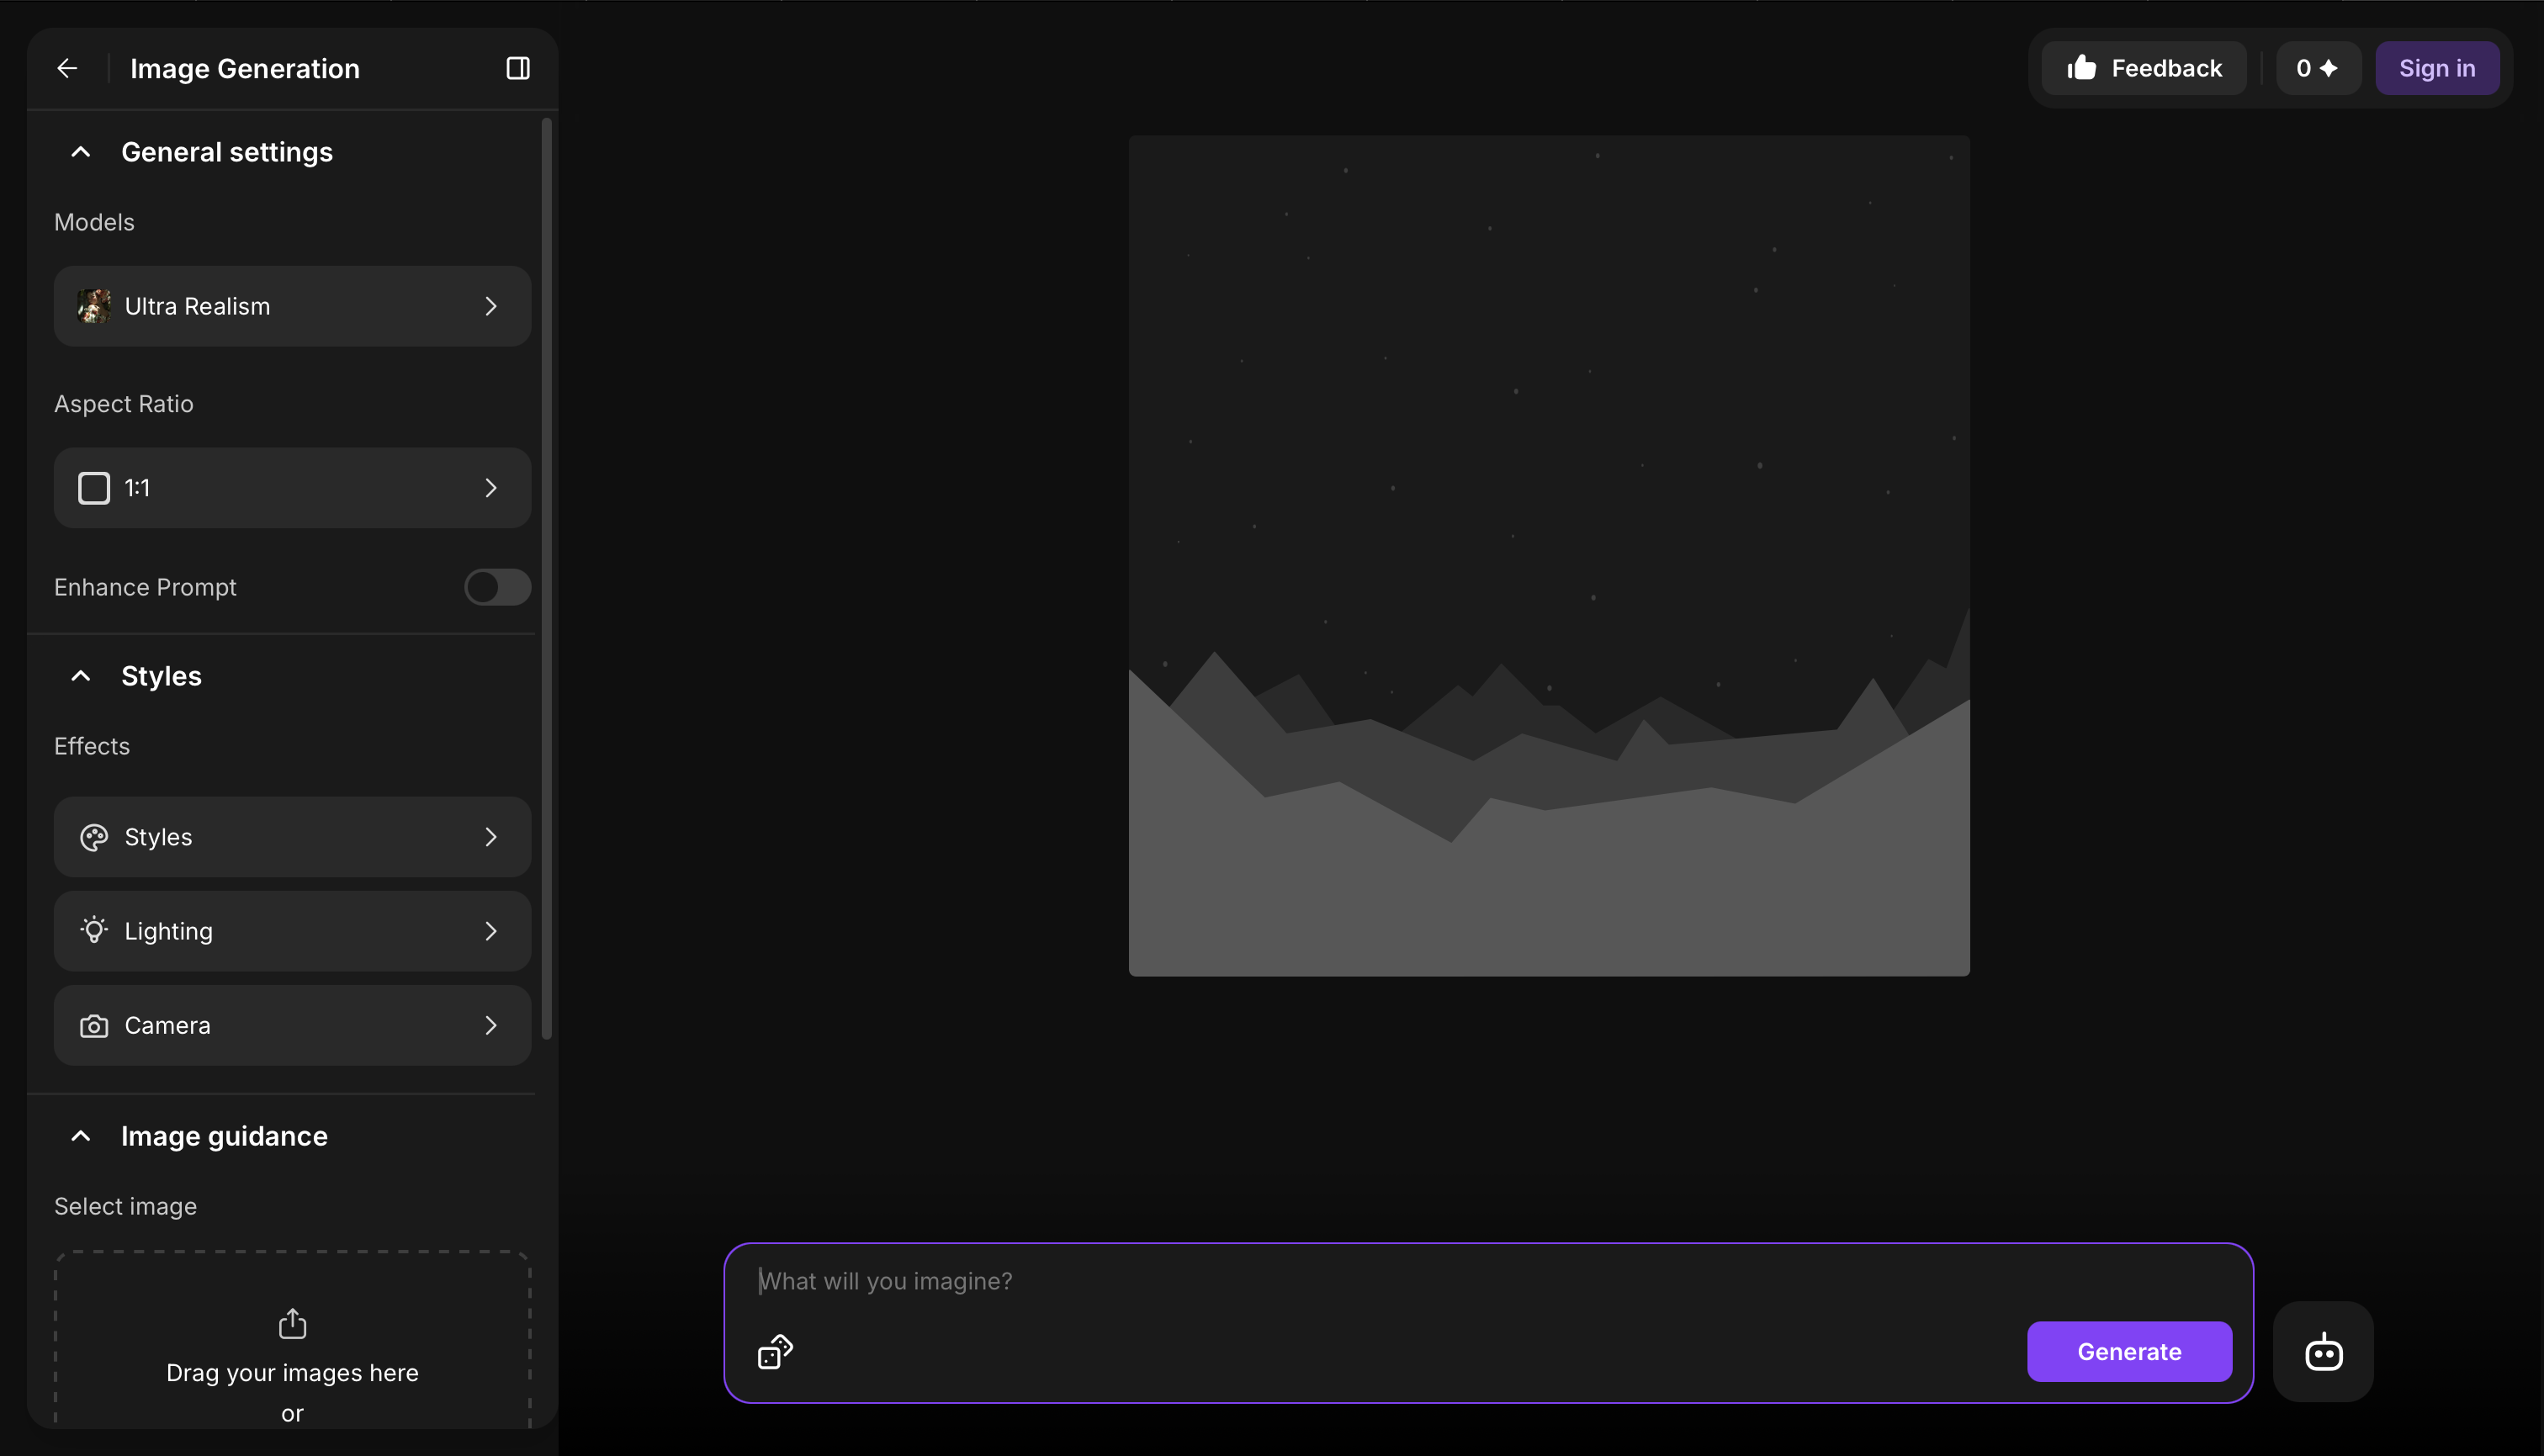 Image Generation
Feedback
0
Sign in
General settings
Models
Ultra Realism
Aspect Ratio
1:1
Enhance Prompt
Styles
Effects
Styles
Lighting
Camera
Image guidance
Select image
Drag your images here
or
What will you imagine?
Generate